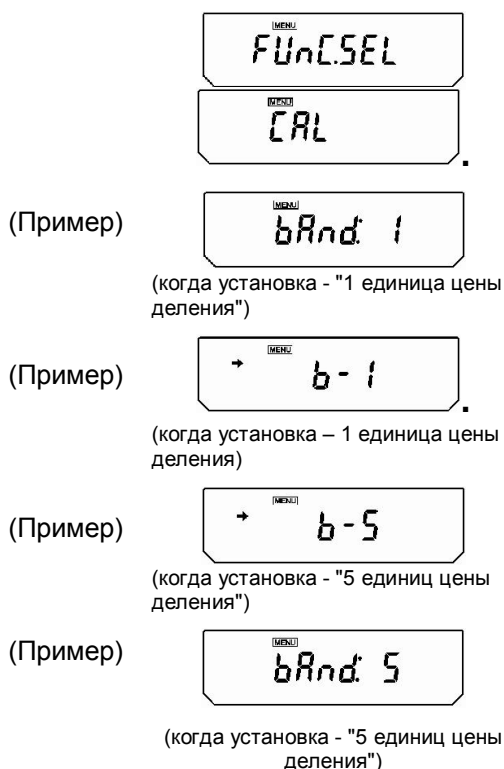 MENU
FUnC.SEL
MENU
CAL
.
(Пример)
MENU
bAnd: 1
(когда установка - "1 единица цены
деления")
(Пример)
→ MENU
b-1
.
(когда установка – 1 единица цены
деления)
(Пример)
→ MENU
b-5
(когда установка - "5 единиц цены
деления")
(Пример)
MENU
bAnd: 5
(когда установка - "5 единиц цены
деления")